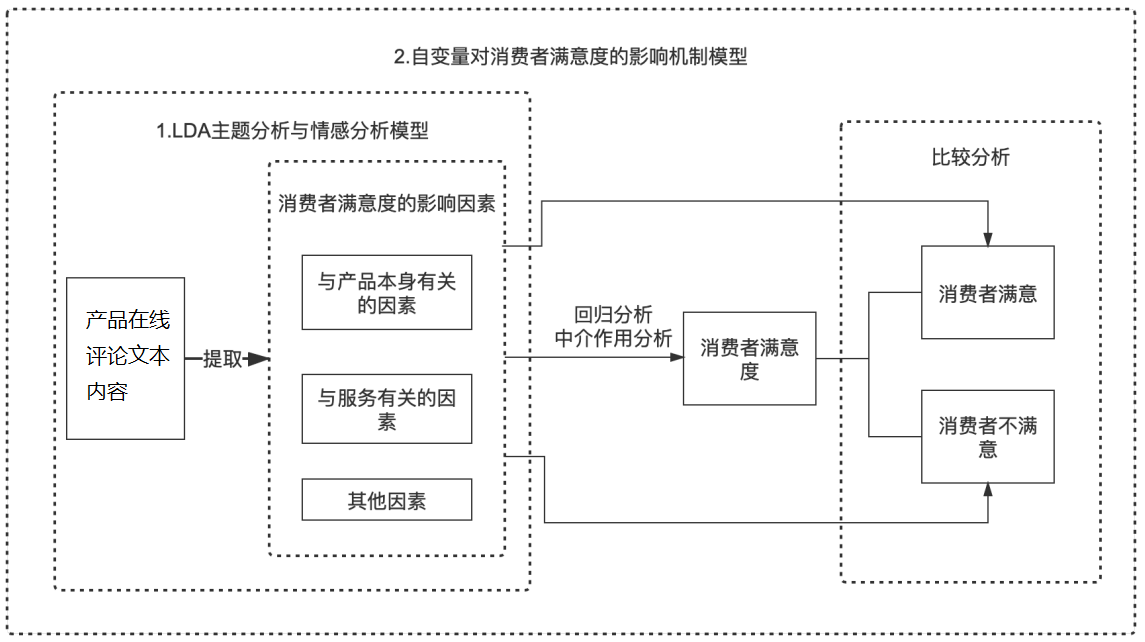 2.自变量对消费者满意度的影响机制模型
1.LDA主题分析与情感分析模型
消费者满意度的影响因素
产品在线
评论文本
内容
提取
与产品本身有关
的因素
与服务有关的因
素
其他因素
回归分析
中介作用分析
消费者满意
度
比较分析
消费者满意
消费者不满
意